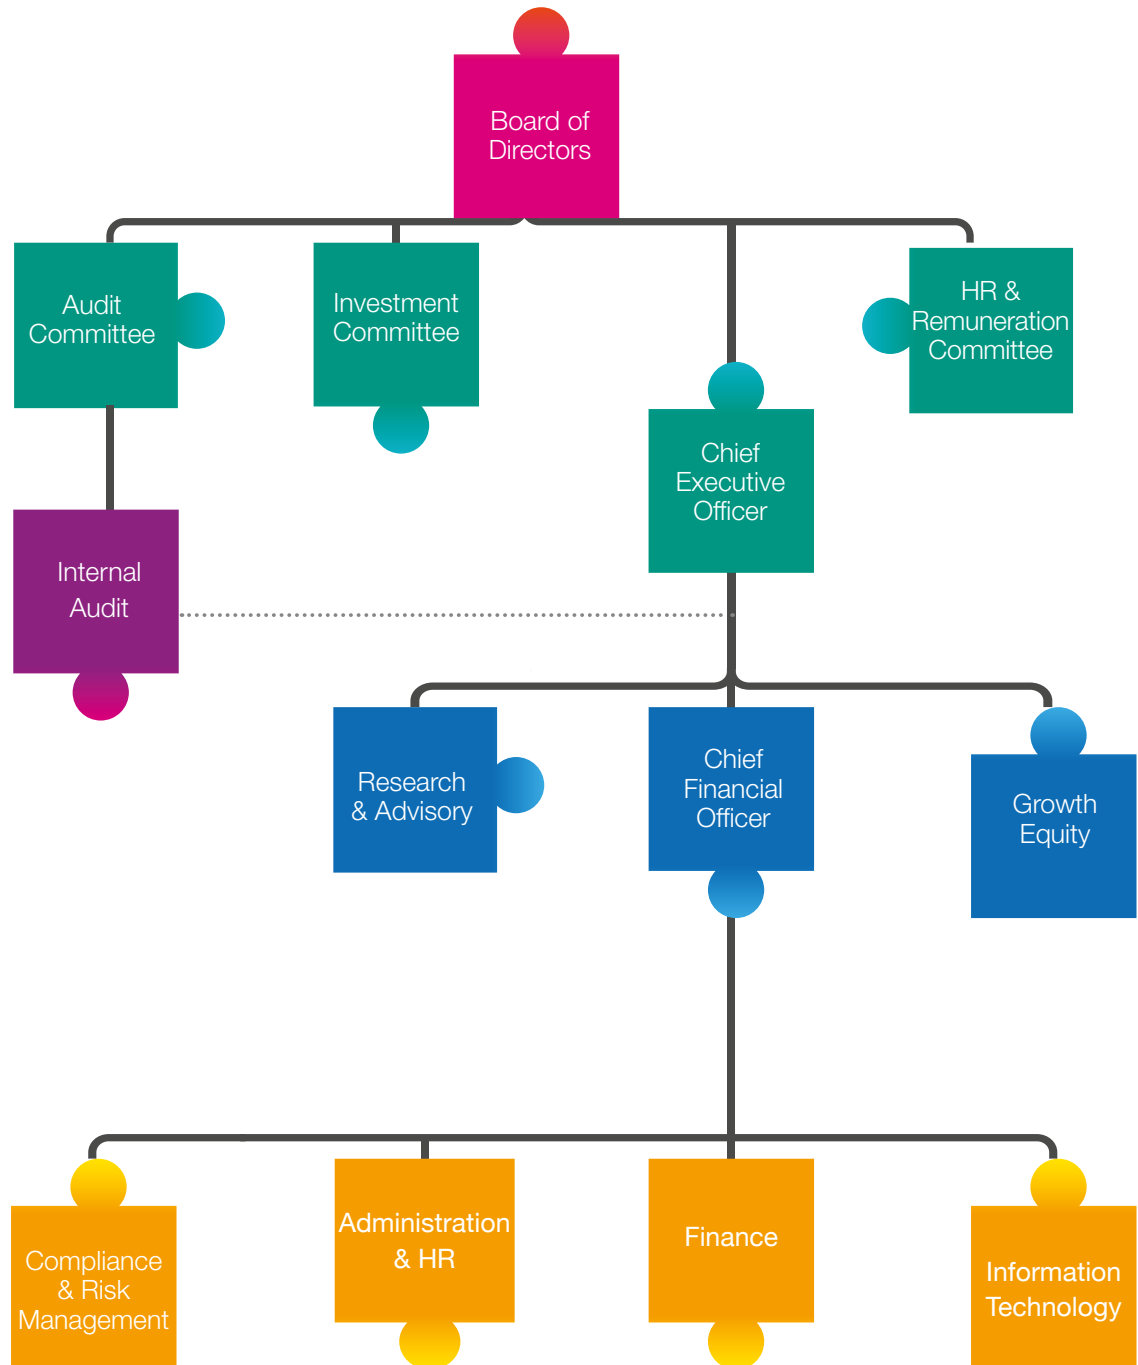 Board of
Directors
Audit
Committee
Investment
Committee
HR &
Remuneration
Committee
Chief
Executive
Officer
Internal
Audit
Research
& Advisory
Chief
Financial
Officer
Growth
Equity
Compliance
& Risk
Management
Administration
& HR
Finance
Information
Technology